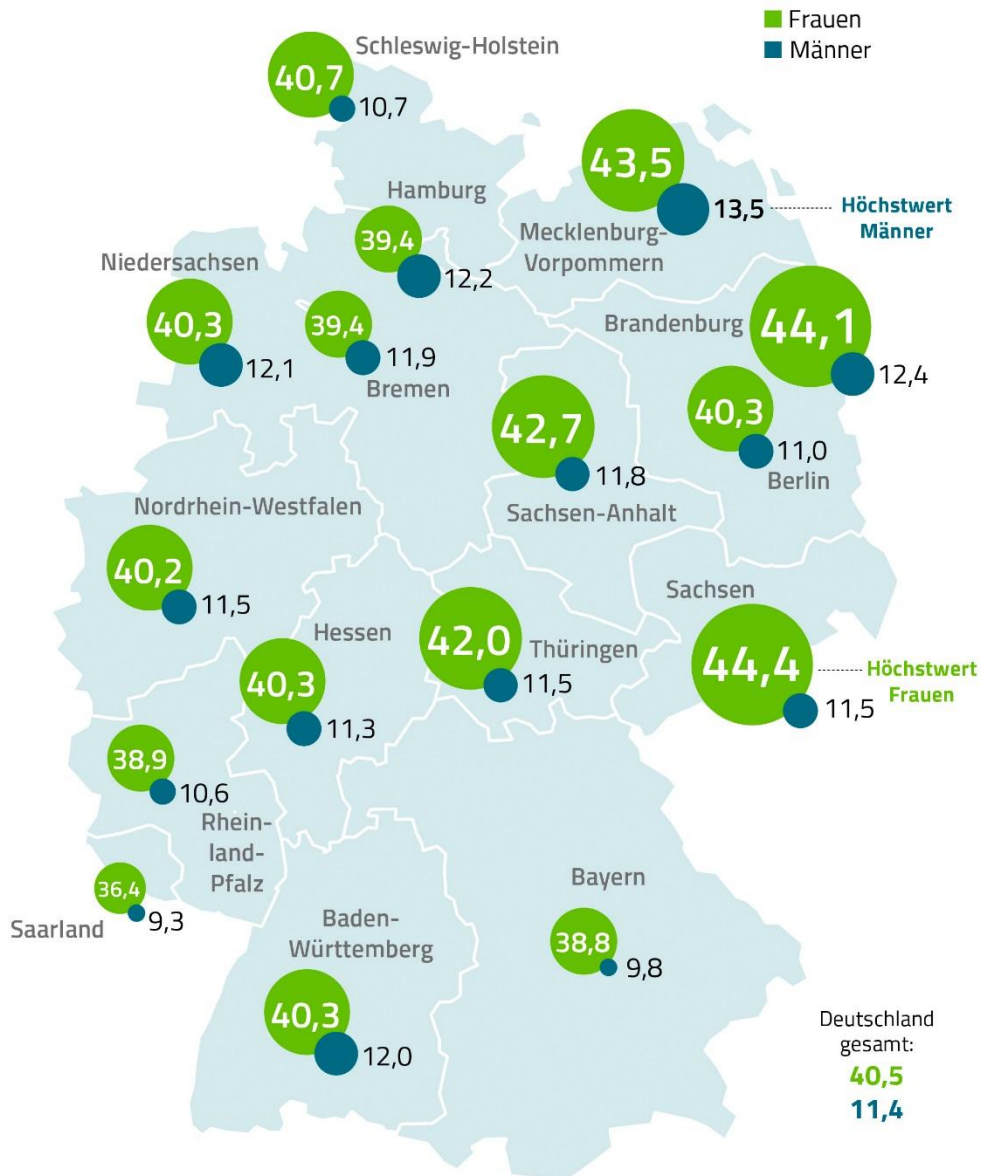 Frauen
Männer
Schleswig-Holstein
40,7
10,7
43,5
13,5
Höchstwert
Männer
Mecklenburg-
Vorpommern
Hamburg
39,4
12,2
Niedersachsen
40,3
12,1
39,4
11,9
Bremen
Brandenburg
44,1
12,4
40,3
11,0
Berlin
42,7
11,8
Sachsen-Anhalt
Nordrhein-Westfalen
40,2
11,5
Hessen
40,3
11,3
42,0
Thüringen
11,5
Sachsen
44,4
Höchstwert
Frauen
11,5
38,9
10,6
Rhein-
land-
Pfalz
36,4
9,3
Saarland
Baden-
Württemberg
40,3
12,0
Bayern
38,8
9,8
Deutschland
gesamt:
40,5
11,4